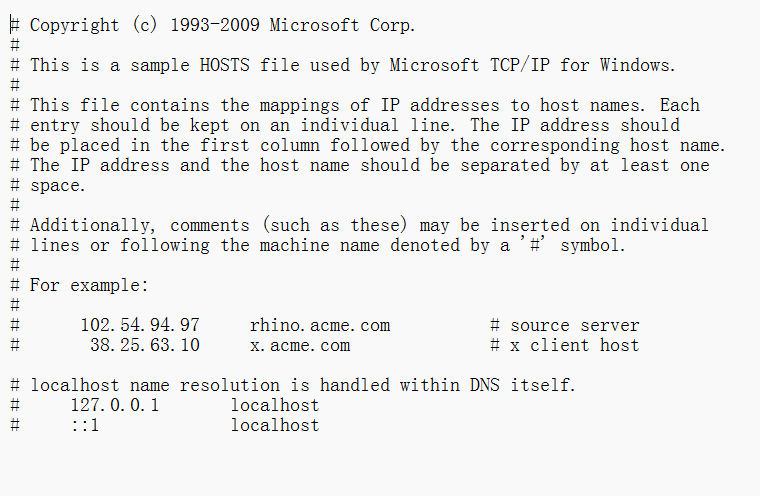 # Copyright (c) 1993-2009 Microsoft Corp.
#
# This is a sample HOSTS file used by Microsoft TCP/IP for Windows.
#
# This file contains the mappings of IP addresses to host names. Each
# entry should be kept on an individual line. The IP address should
# be placed in the first column followed by the corresponding host name.
# The IP address and the host name should be separated by at least one
# space.
#
# Additionally, comments (such as these) may be inserted on individual
# lines or following the machine name denoted by a '#' symbol.
#
# For example:
#
#      102.54.94.97     rhino.acme.com          # source server
#       38.25.63.10     x.acme.com              # x client host

# localhost name resolution is handled within DNS itself.
#     127.0.0.1       localhost
#     ::1             localhost